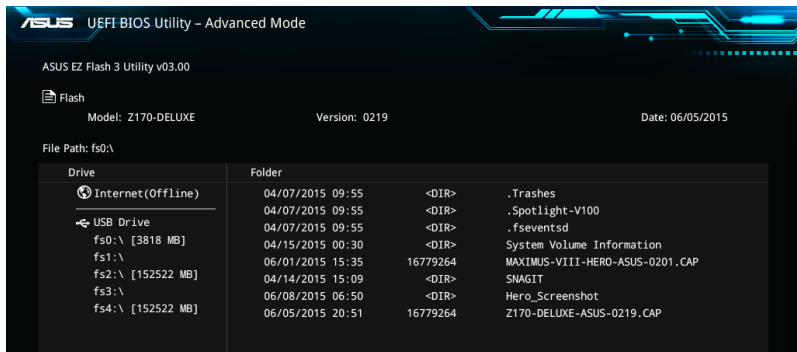 ASUS UEFI BIOS Utility – Advanced Mode
ASUS EZ Flash 3 Utility v03.00
Flash
Model: Z170-DELUXE Version: 0219 Date: 06/05/2015
File Path: fs0:\
Drive Folder
Internet(Offline) 04/07/2015 09:55 <DIR> .Trashes
04/07/2015 09:55 <DIR> .Spotlight-V100
USB Drive 04/07/2015 09:55 <DIR> .fseventsd
fs0:\ [3818 MB] 04/15/2015 00:30 <DIR> System Volume Information
fs1:\ 06/01/2015 15:35 16779264 MAXIMUS-VIII-HERO-ASUS-0201.CAP
fs2:\ [152522 MB] 04/14/2015 15:09 <DIR> SNAGIT
fs3:\ 06/08/2015 06:50 <DIR> Hero_Screenshot
fs4:\ [152522 MB] 06/05/2015 20:51 16779264 Z170-DELUXE-ASUS-0219.CAP